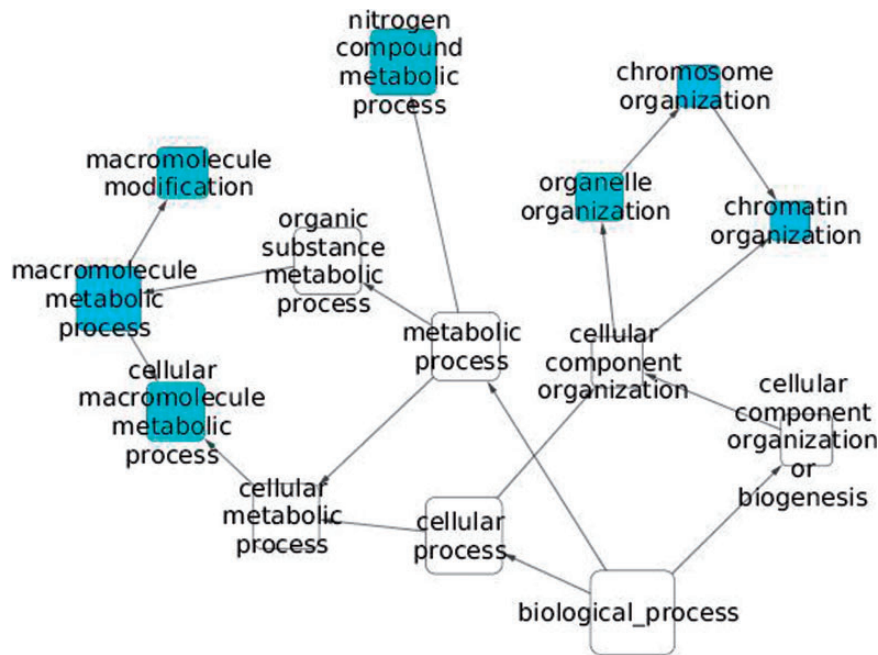 nitrogen
compound
metabolic
process
chromosome
organization
macromolecule
modification
organelle
organization
chromatin
organization
organic
substance
metabolic
process
macromolecule
metabolic
process
metabolic
process
cellular
component
organization
cellular
macromolecule
metabolic
process
cellular
component
organization
or
biogenesis
cellular
metabolic
process
cellular
process
biological_process